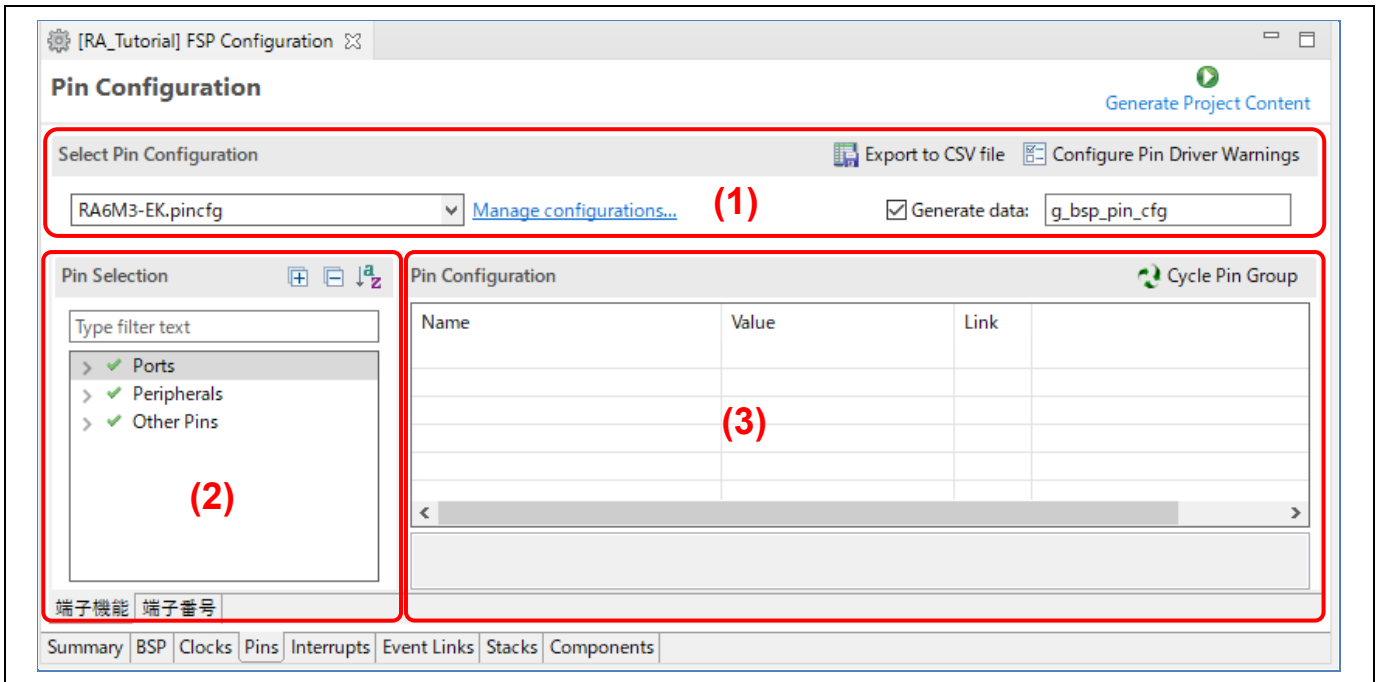 [RA_Tutorial] FSP Configuration
Pin Configuration
Generate Project Content
Select Pin Configuration
Export to CSV file
Configure Pin Driver Warnings
RA6M3-EK.pincfg
Manage configurations...
(1)
Generate data:
g_bsp_pin_cfg
Pin Selection
Pin Configuration
Cycle Pin Group
Type filter text
Name Value Link
Ports
Peripherals
Other Pins
(2)
(3)
端子機能 端子番号
Summary BSP Clocks Pins Interrupts Event Links Stacks Components